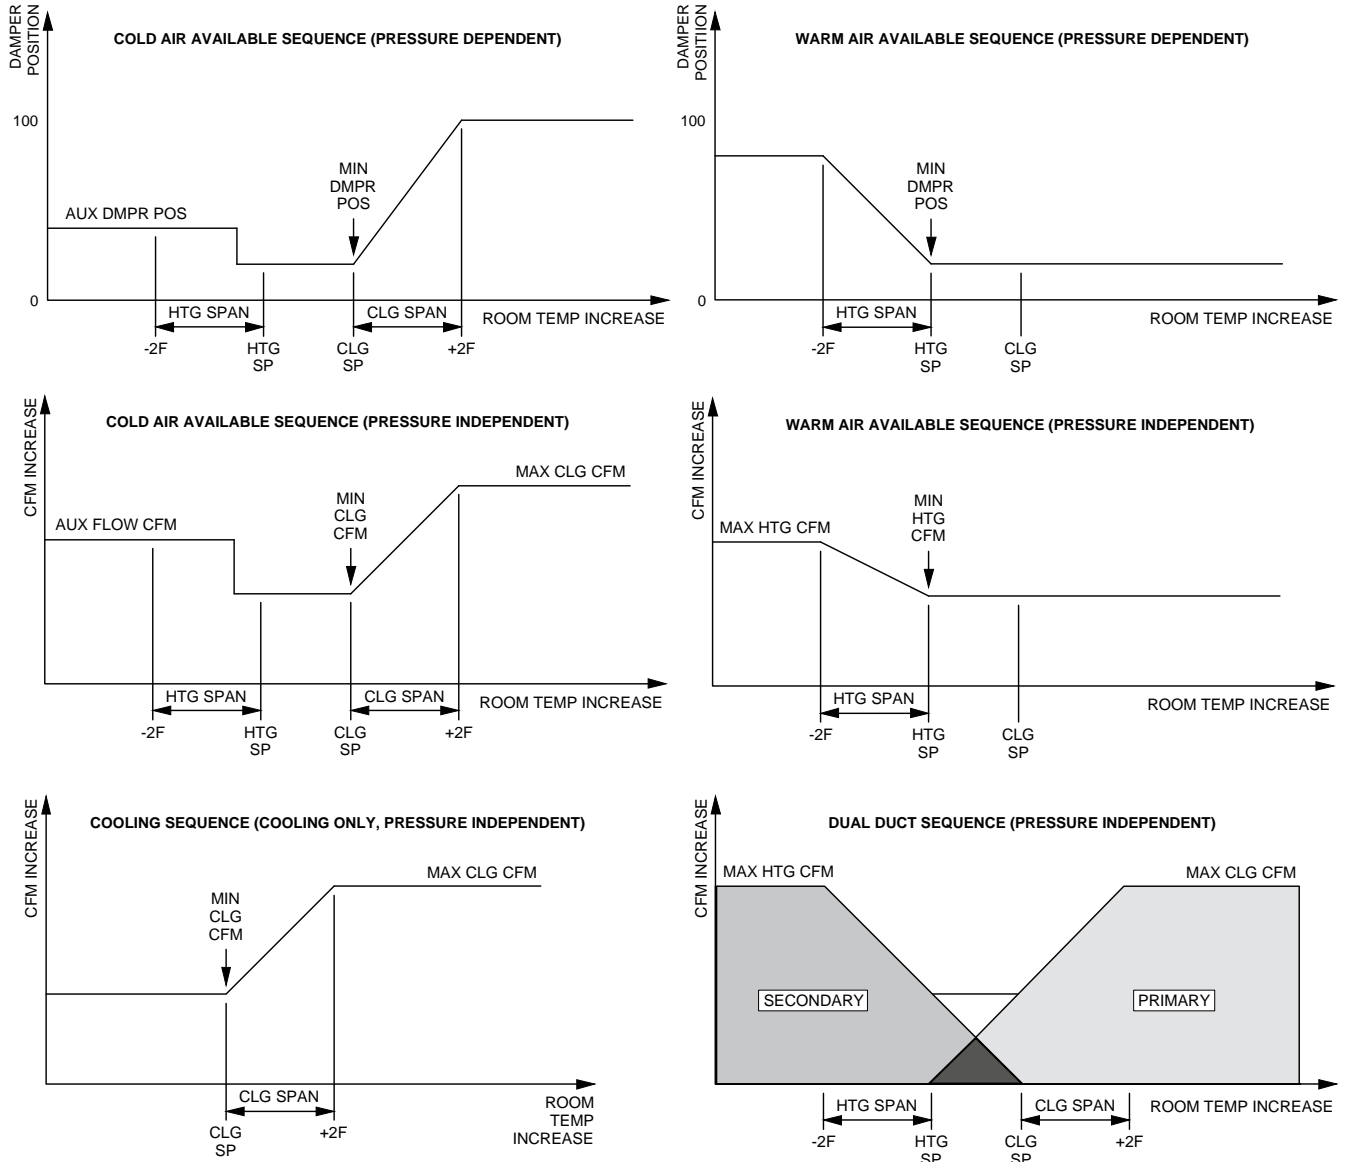 DAMPER
POSITION
COLD AIR AVAILABLE SEQUENCE (PRESSURE DEPENDENT)
100
MIN
DMPR
POS
AUX DMPR POS
0
HTG SPAN
CLG SPAN
ROOM TEMP INCREASE
-2F
HTG
SP
CLG
SP
+2F
DAMPER
POSITION
WARM AIR AVAILABLE SEQUENCE (PRESSURE DEPENDENT)
100
MIN
DMPR
POS
0
HTG SPAN
ROOM TEMP INCREASE
-2F
HTG
SP
CLG
SP
CFM INCREASE
COLD AIR AVAILABLE SEQUENCE (PRESSURE INDEPENDENT)
MAX CLG CFM
MIN
CLG
CFM
AUX FLOW CFM
HTG SPAN
CLG SPAN
ROOM TEMP INCREASE
-2F
HTG
SP
CLG
SP
+2F
CFM INCREASE
WARM AIR AVAILABLE SEQUENCE (PRESSURE INDEPENDENT)
MIN
HTG
CFM
MAX HTG CFM
HTG SPAN
ROOM TEMP INCREASE
-2F
HTG
SP
CLG
SP
CFM INCREASE
COOLING SEQUENCE (COOLING ONLY, PRESSURE INDEPENDENT)
MAX CLG CFM
MIN
CLG
CFM
CLG SPAN
ROOM
TEMP
INCREASE
CLG
SP
+2F
CFM INCREASE
DUAL DUCT SEQUENCE (PRESSURE INDEPENDENT)
MAX HTG CFM
MAX CLG CFM
SECONDARY
PRIMARY
HTG SPAN
CLG SPAN
ROOM TEMP INCREASE
-2F
HTG
SP
CLG
SP
+2F